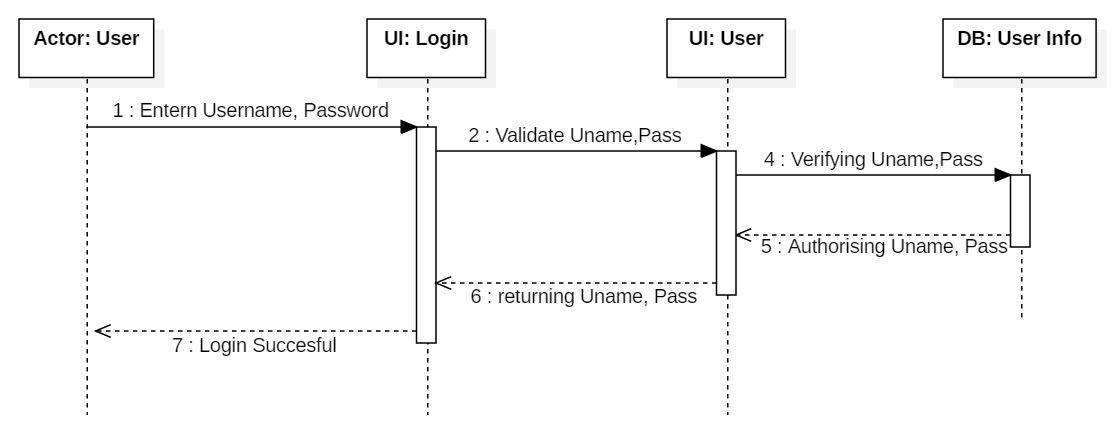 Actor: User
UI: Login
UI: User
DB: User Info
1 : Entern Username, Password
2 : Validate Uname,Pass
4 : Verifying Uname,Pass
5 : Authorising Uname, Pass
6 : returning Uname, Pass
7 : Login Succesful